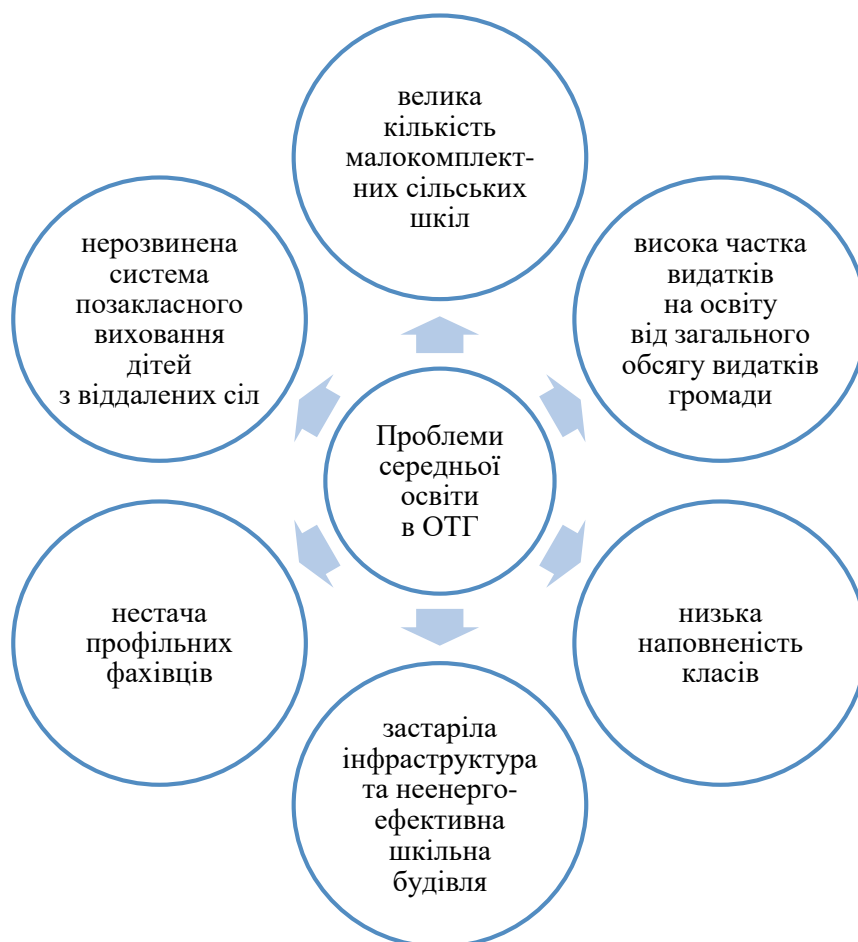 велика
кількість
малокомплект-
них сільських
шкіл
нерозвинена
система
позакласного
виховання
дітей
з віддалених сіл
висока частка
видатків
на освіту
від загального
обсягу видатків
громади
Проблеми
середньої
освіти
в ОТГ
нестача
профільних
фахівців
низька
наповненість
класів
застаріла
інфраструктура
та неенерго-
ефективна
шкільна
будівля